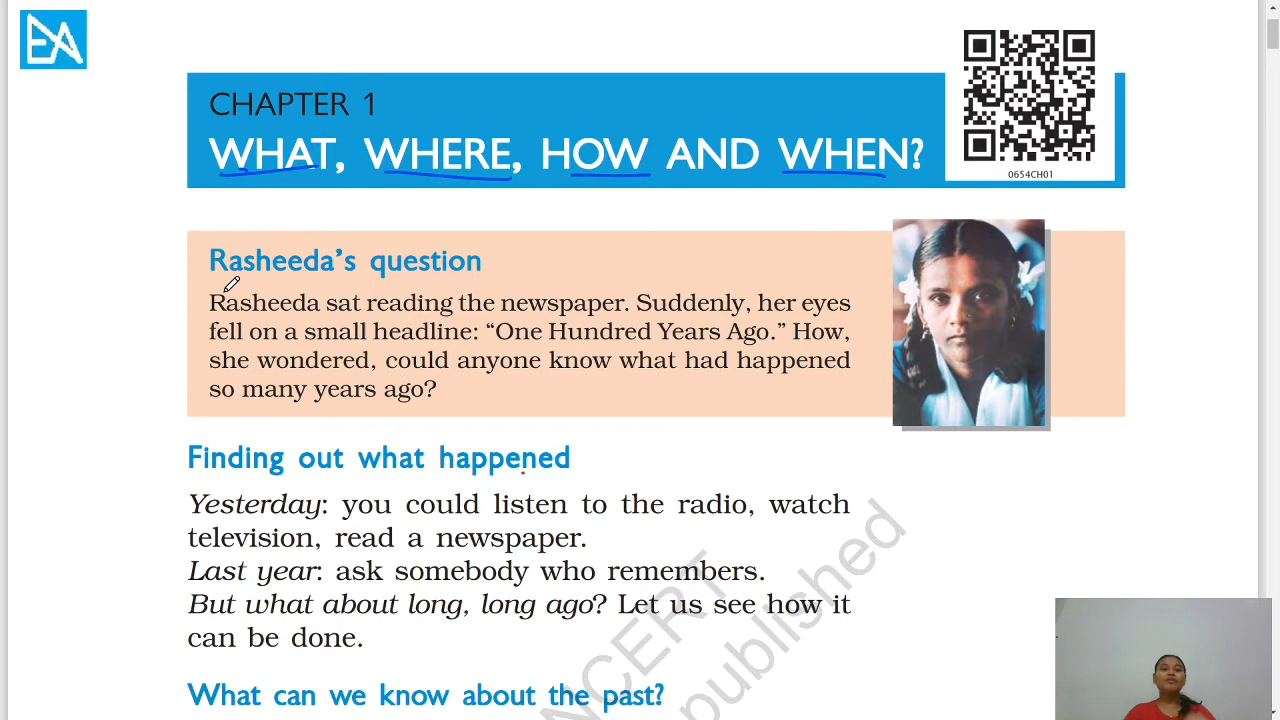 EA
CHAPTER 1
WHAT, WHERE, HOW AND WHEN?
0654CH01
Rasheeda’s question
Rasheeda sat reading the newspaper. Suddenly, her eyes
fell on a small headline: “One Hundred Years Ago.” How,
she wondered, could anyone know what had happened
so many years ago?
Finding out what happened
Yesterday: you could listen to the radio, watch
television, read a newspaper.
Last year: ask somebody who remembers.
But what about long, long ago? Let us see how it
can be done.
What can we know about the past?
NCERT
published